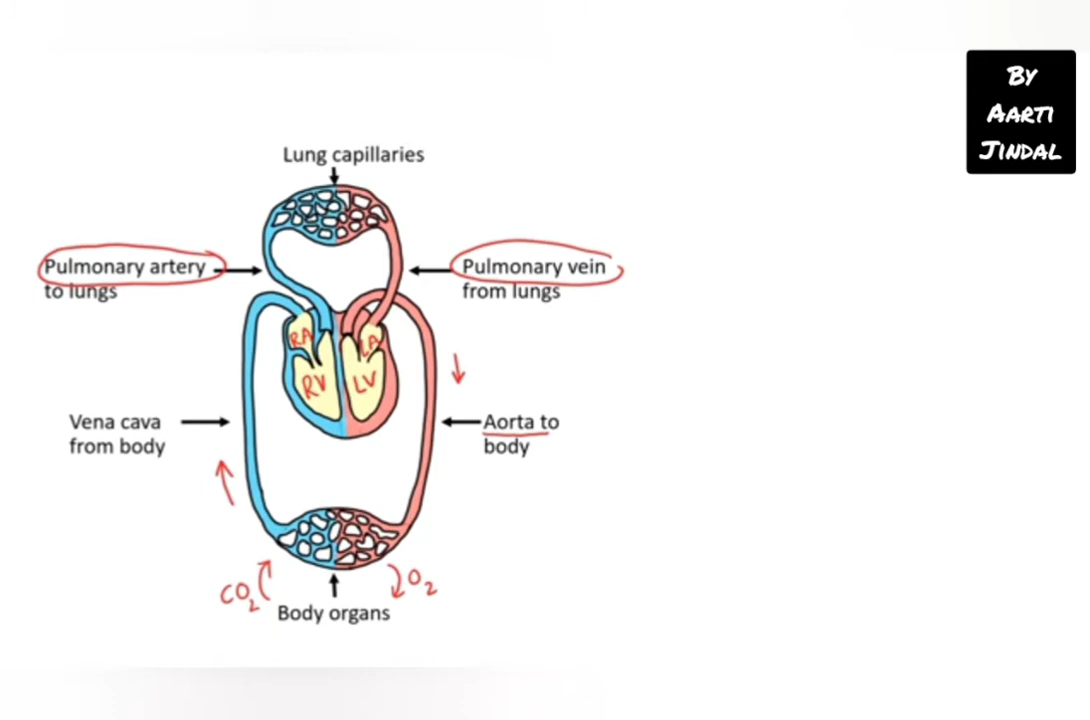 By
Aarti
Jindal
Lung capillaries
Pulmonary artery
to lungs
Pulmonary vein
from lungs
RA
LA
RV
LV
Vena cava
from body
Aorta to
body
CO2
O2
Body organs